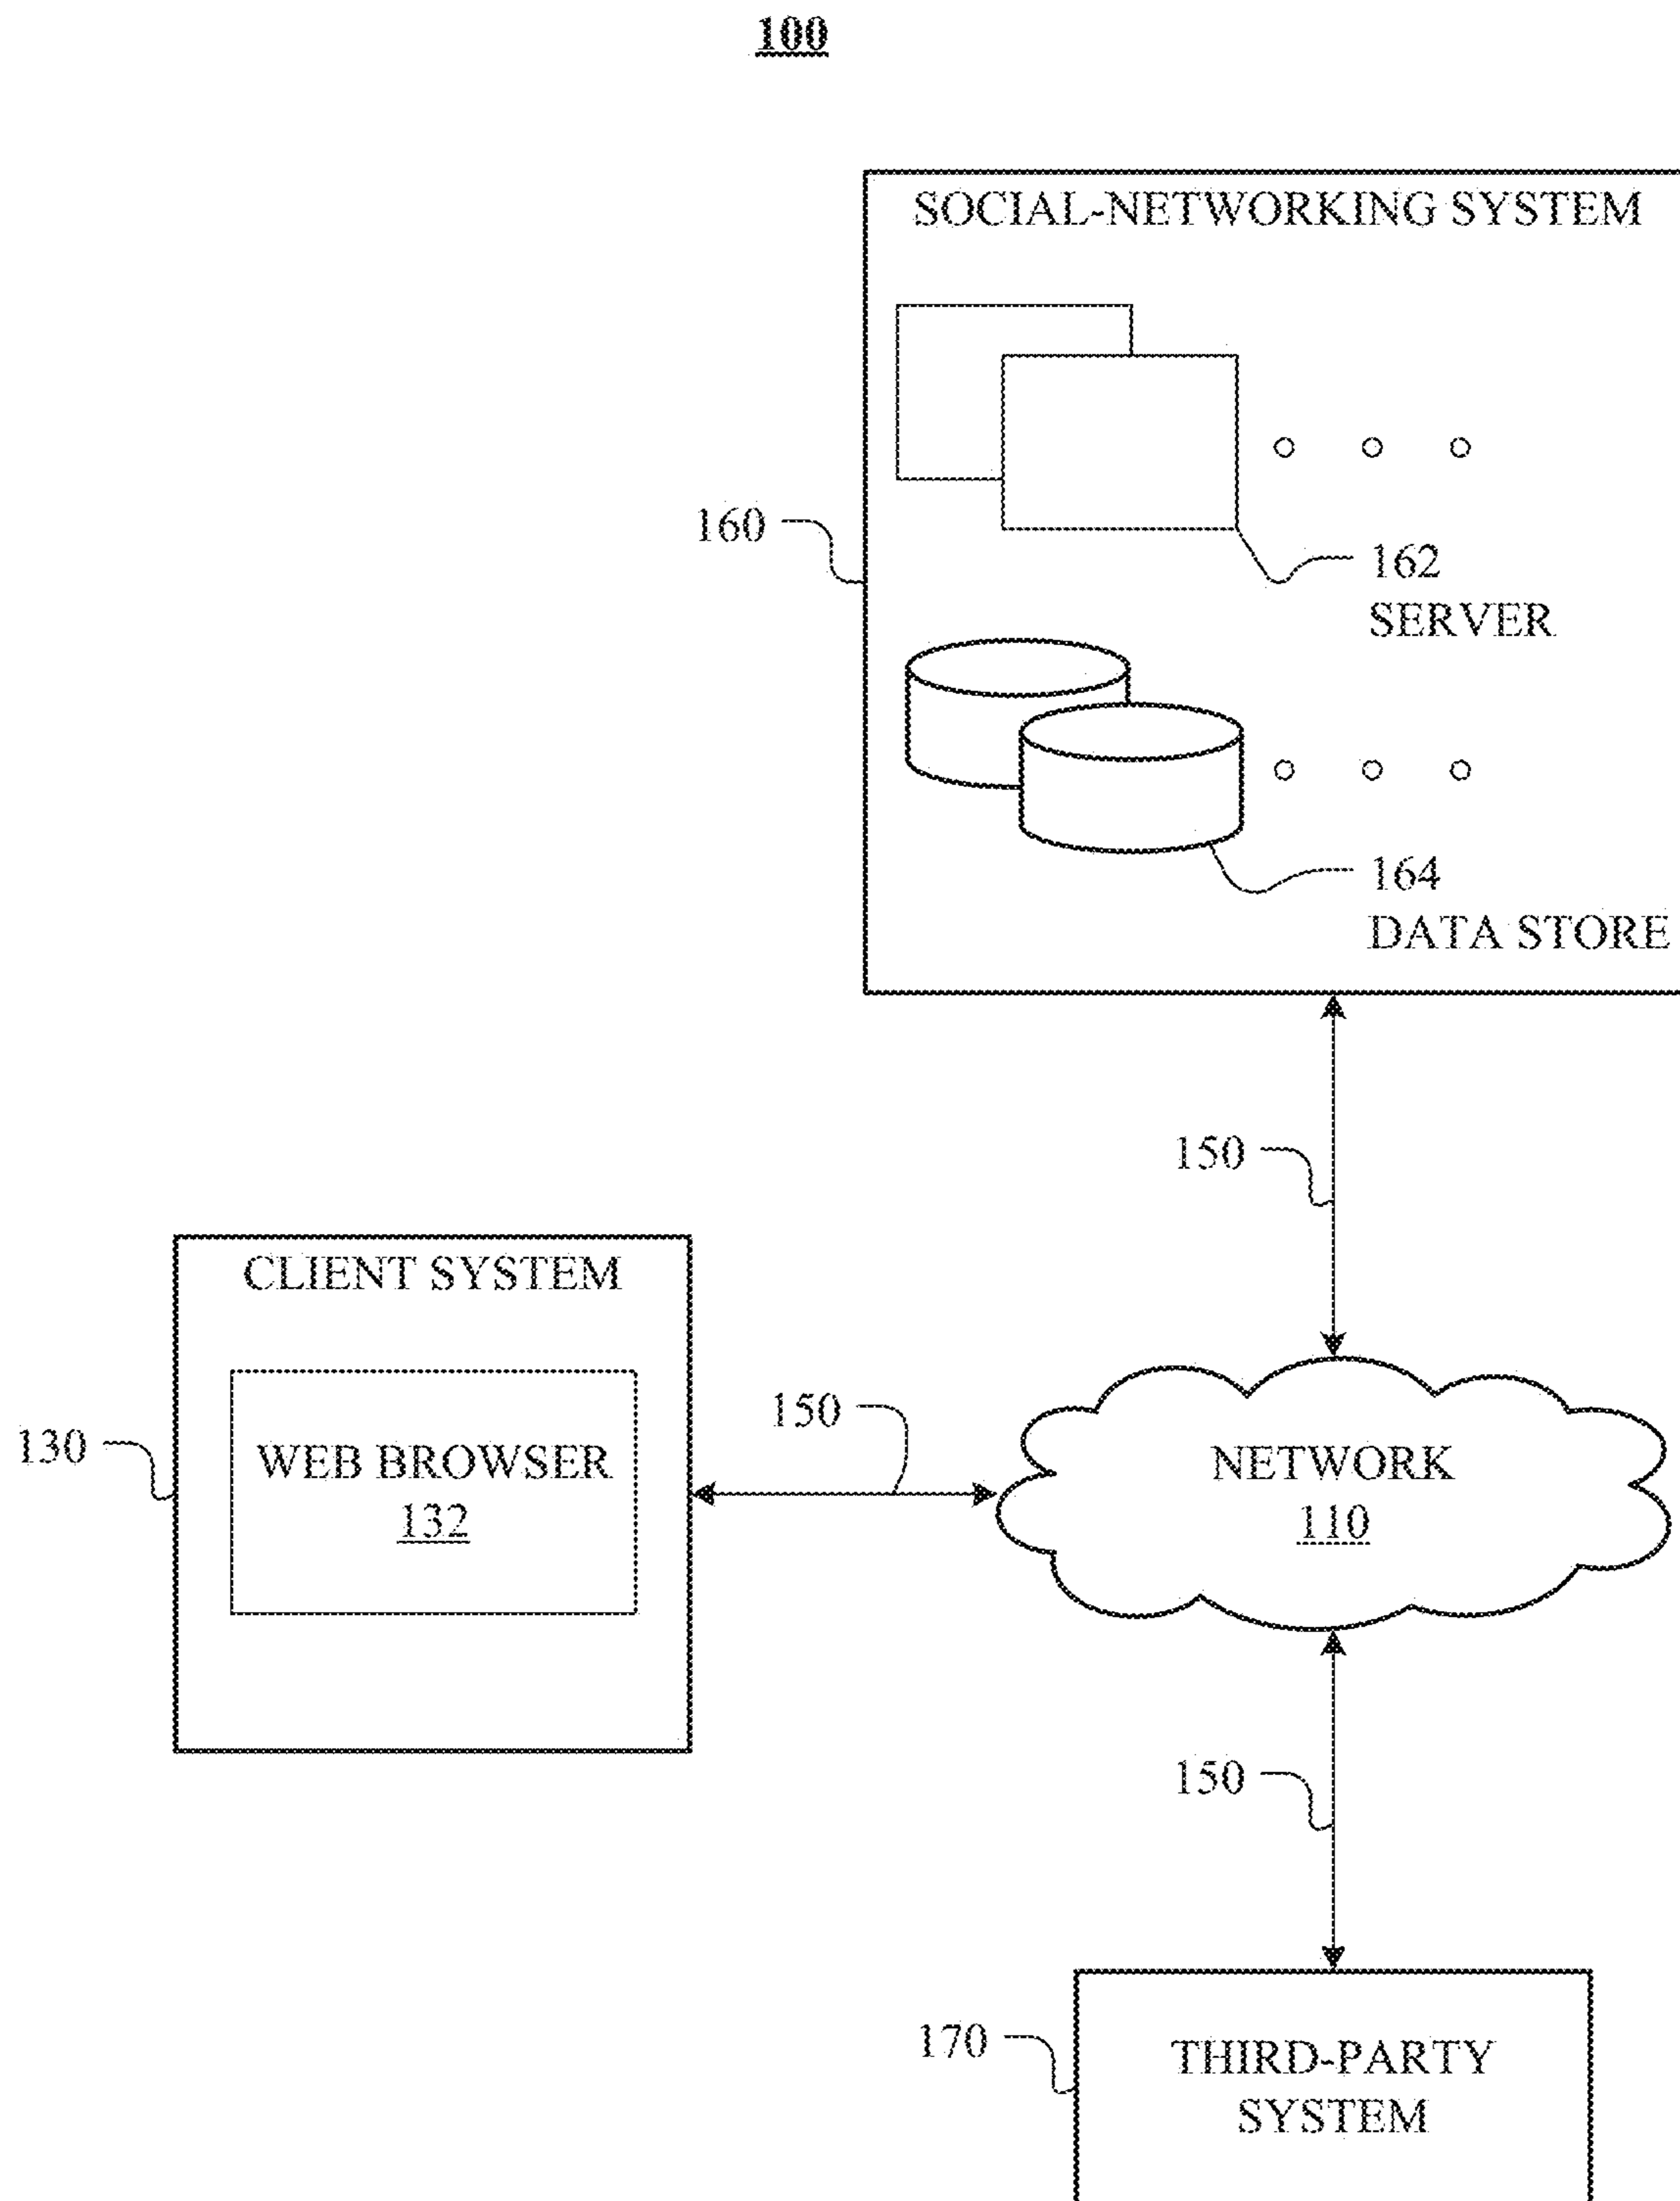 100
SOCIAL-NETWORKING SYSTEM
160
162
SERVER
164
DATA STORE
150
CLIENT SYSTEM
130
WEB BROWSER
132
150
NETWORK
110
150
170
THIRD-PARTY
SYSTEM